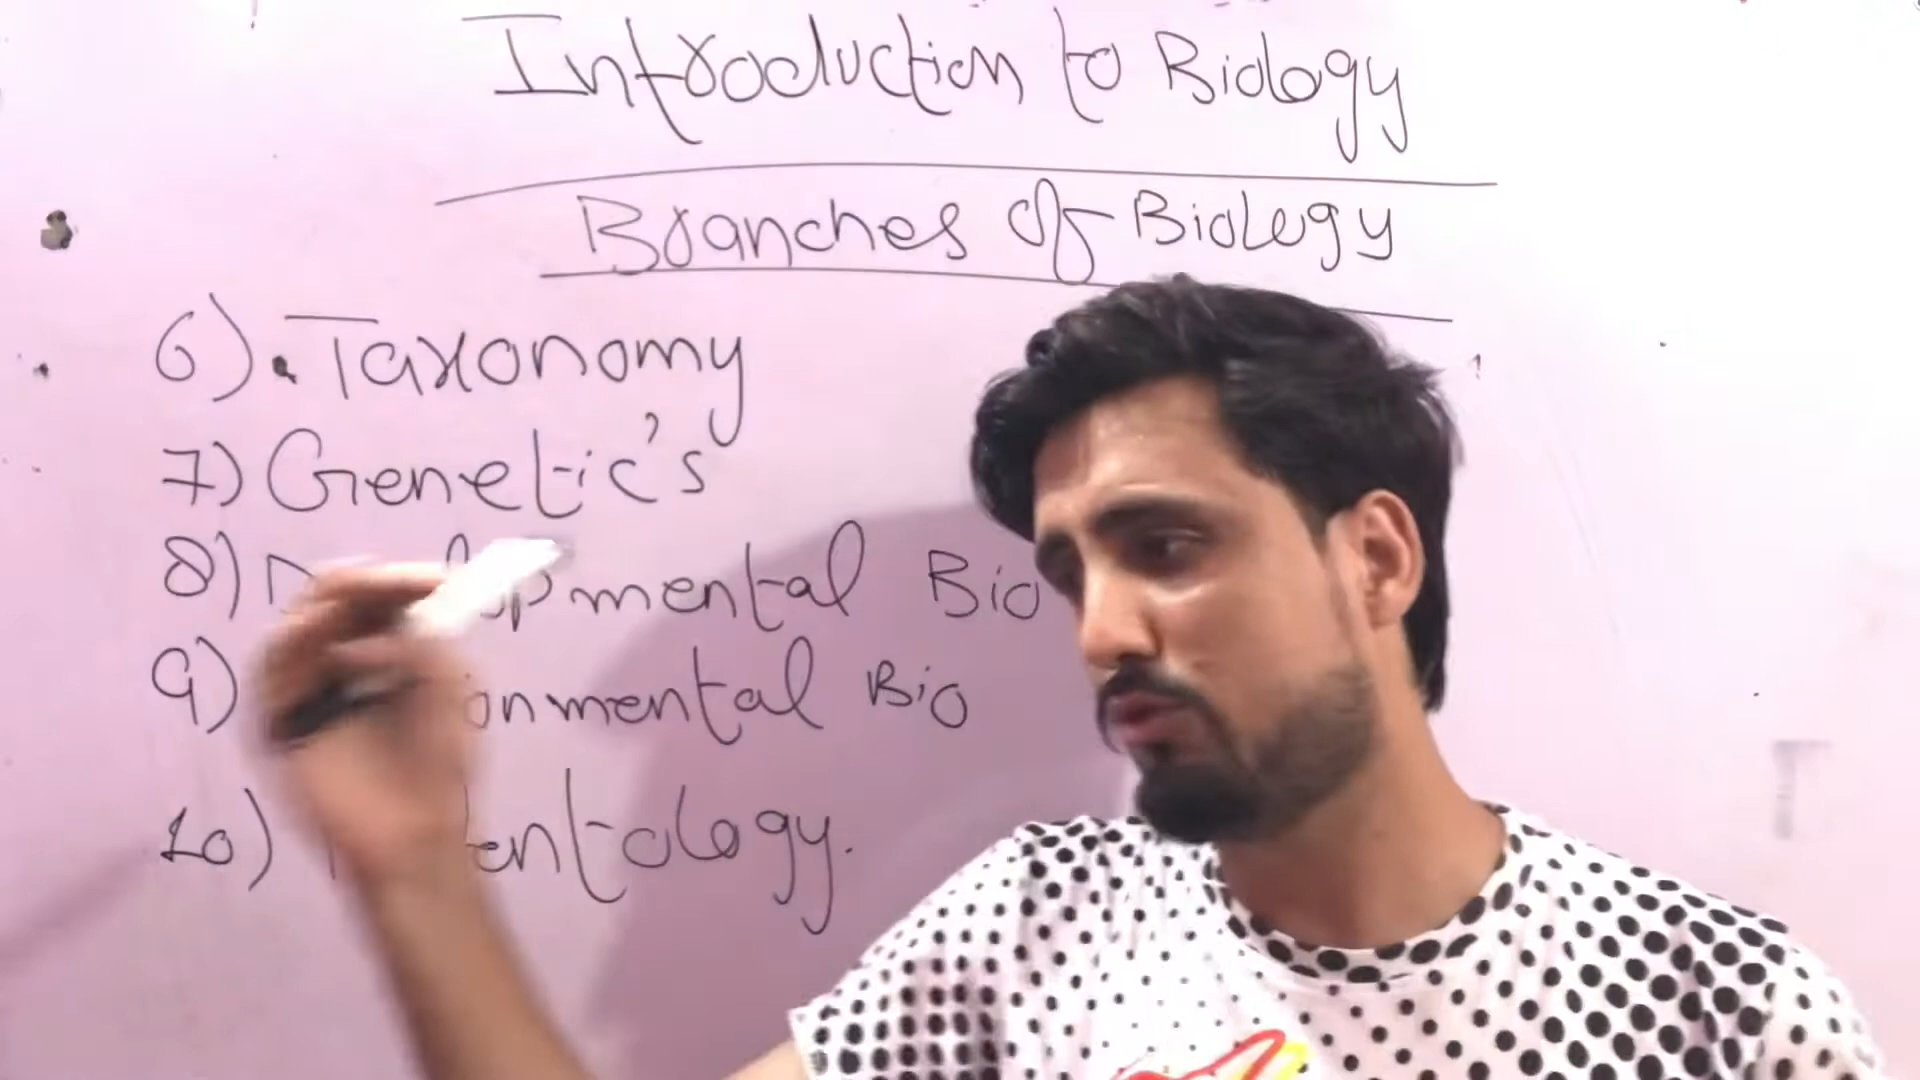 Introduction to Biology
Branches of Biology
6) Taxonomy
7) Genetic's
8) mental Bio
9) onmental Bio
10) entology.